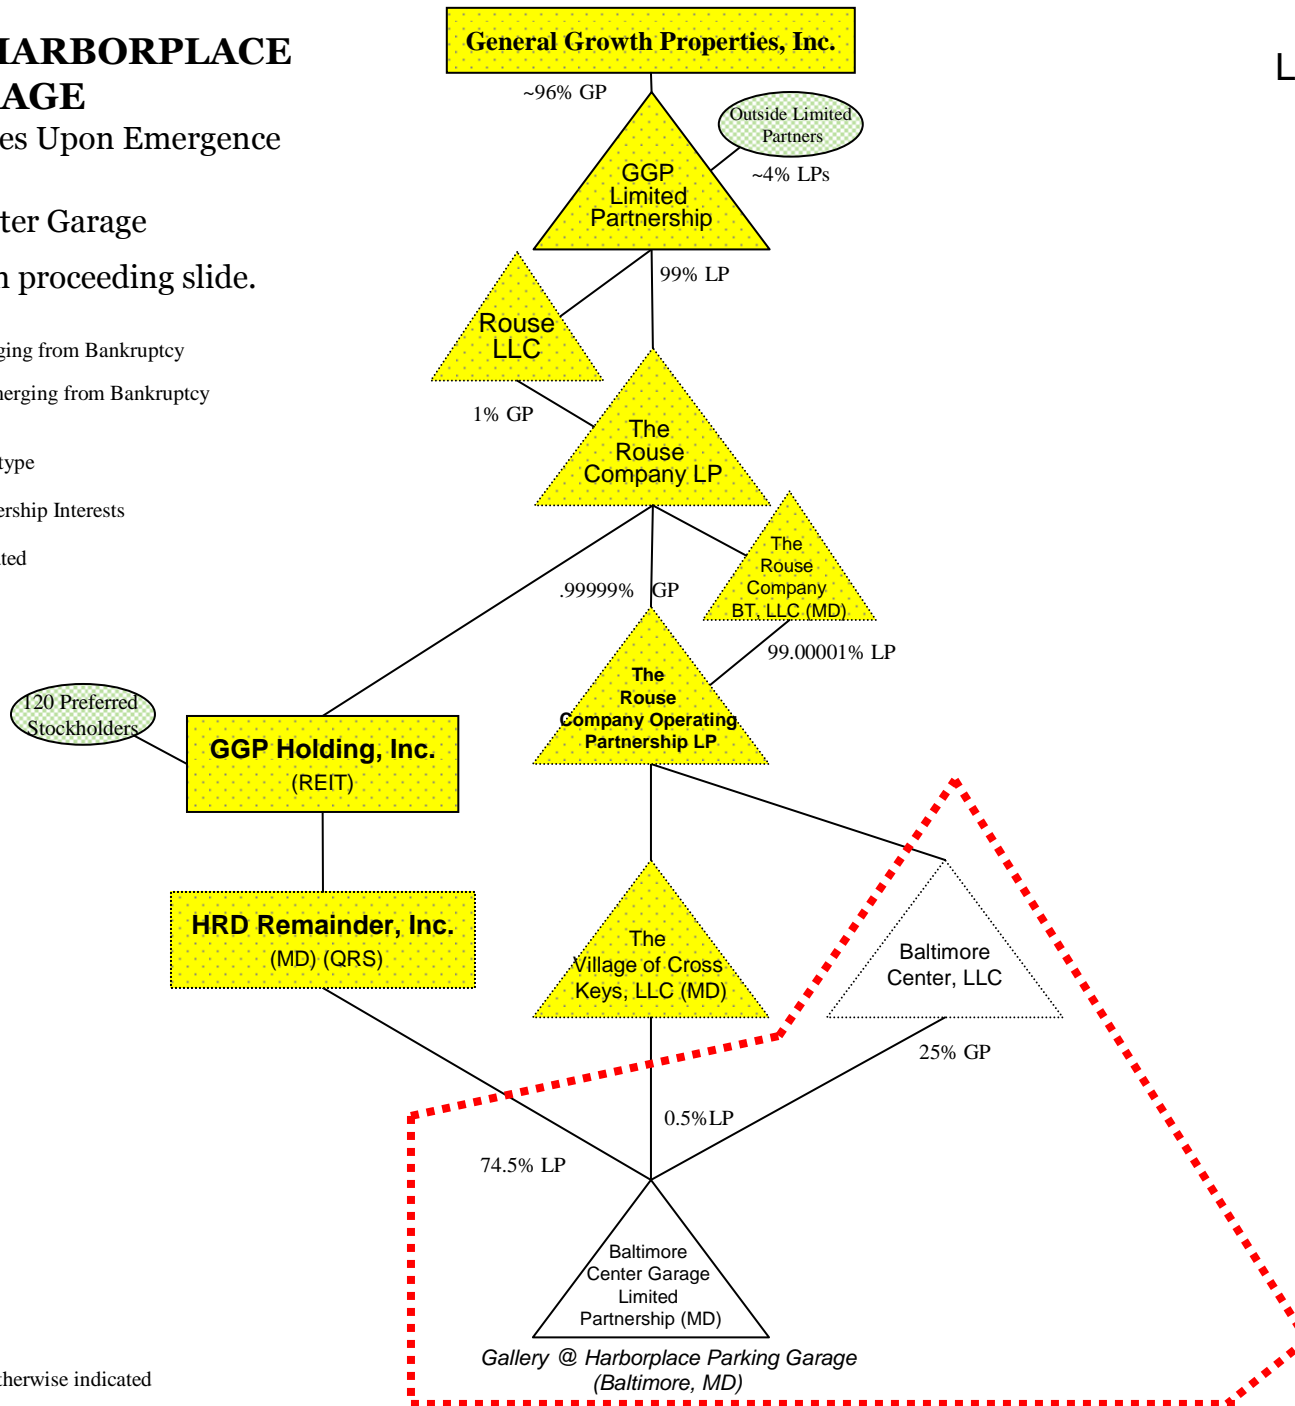 HARBORPLACE
RAGE
es Upon Emergence
ter Garage
n proceeding slide.
ging from Bankruptcy
nerging from Bankruptcy
type
ership Interests
ted
General Growth Properties, Inc.
~96% GP
Outside Limited
Partners
~4% LPs
GGP
Limited
Partnership
99% LP
Rouse
LLC
1% GP
The
Rouse
Company LP
The
Rouse
Company
BT, LLC (MD)
.99999% GP
99.00001% LP
The
Rouse
Company Operating
Partnership LP
120 Preferred
Stockholders
GGP Holding, Inc.
(REIT)
HRD Remainder, Inc.
(MD) (QRS)
The
Village of Cross
Keys, LLC (MD)
Baltimore
Center, LLC
25% GP
0.5%LP
74.5% LP
Baltimore
Center Garage
Limited
Partnership (MD)
Gallery @ Harborplace Parking Garage
(Baltimore, MD)
therwise indicated
L